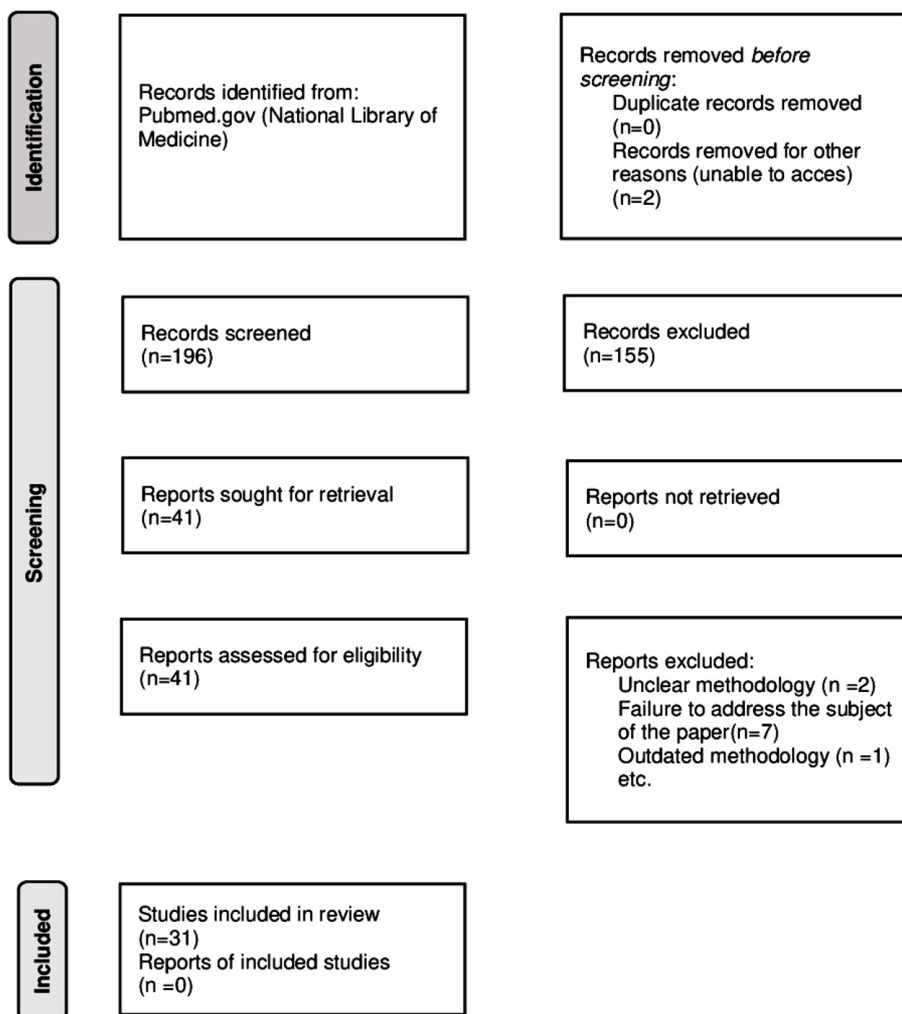 Identification
Records identified from:
Pubmed.gov (National Library of
Medicine)
Records removed before
screening:
Duplicate records removed
(n=0)
Records removed for other
reasons (unable to acces)
(n=2)
Screening
Records screened
(n=196)
Records excluded
(n=155)
Reports sought for retrieval
(n=41)
Reports not retrieved
(n=0)
Reports assessed for eligibility
(n=41)
Reports excluded:
Unclear methodology (n =2)
Failure to address the subject
of the paper(n=7)
Outdated methodology (n =1)
etc.
Included
Studies included in review
(n=31)
Reports of included studies
(n =0)